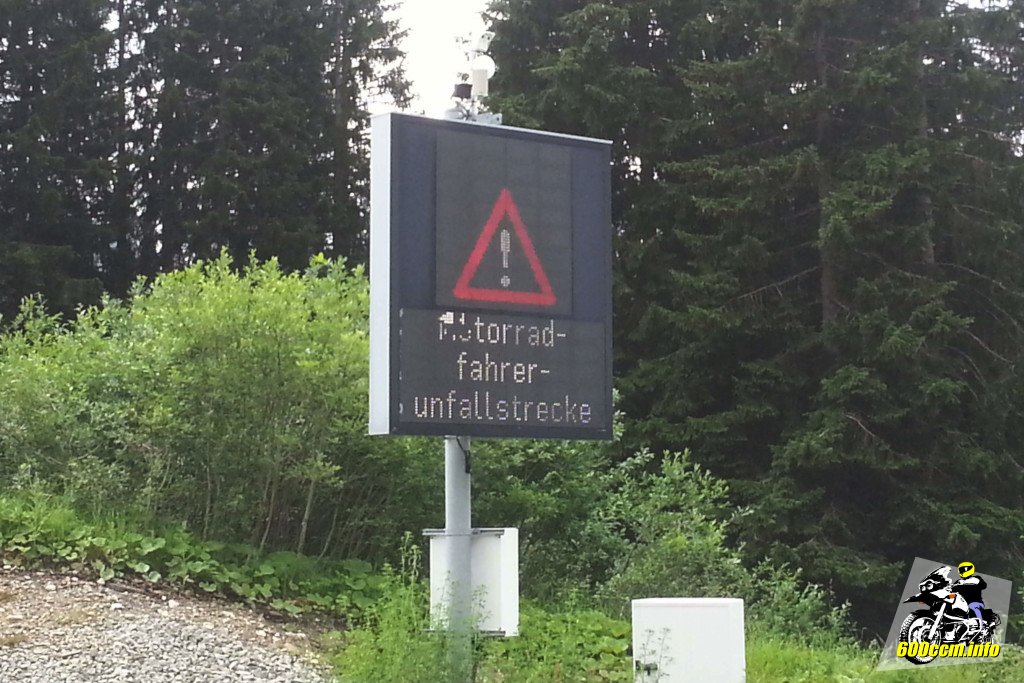 Motorrad-
fahrer-
unfallstrecke
600ccm.info